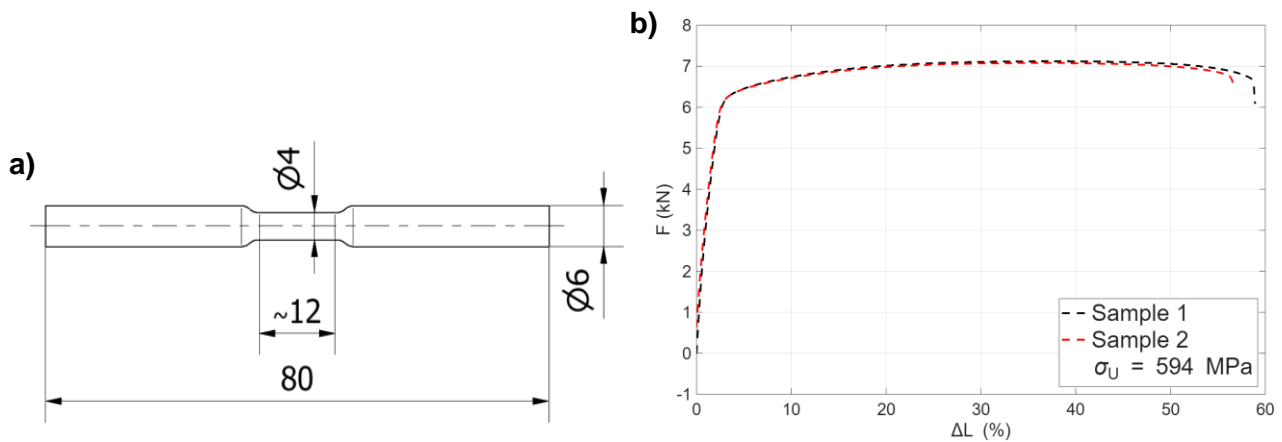 a)
Ø4
Ø6
~12
80
b)
8
7
6
5
4
3
2
1
0
-1
F (kN)
0 10 20 30 40 50 60
ΔL (%)
Sample 1
Sample 2
σU = 594 MPa